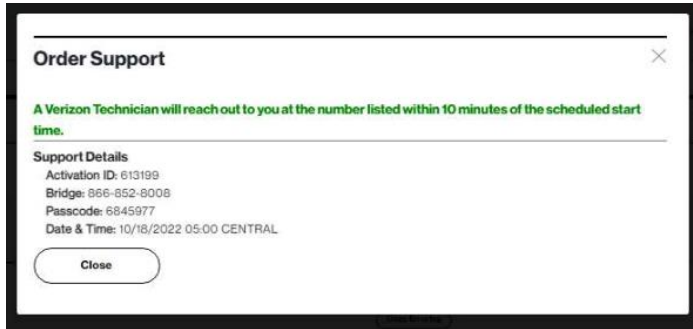 Order Support
A Verizon Technician will reach out to you at the number listed within 10 minutes of the scheduled start
time.
Support Details
Activation ID: 613199
Bridge: 866-852-8008
Passcode: 6845977
Date & Time: 10/18/2022 05:00 CENTRAL
Close